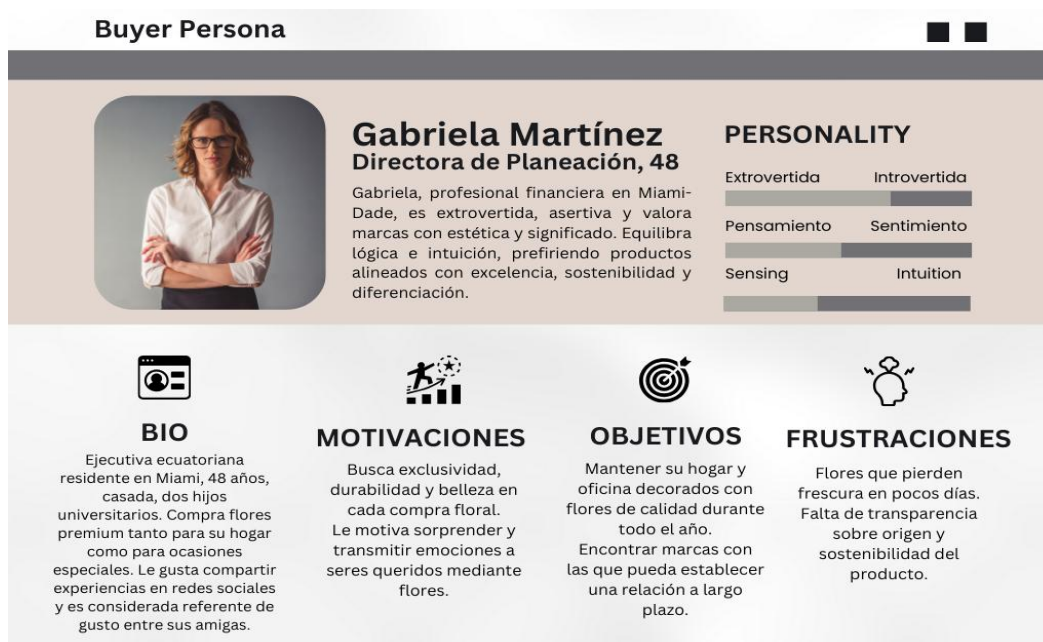 Buyer Persona
Gabriela Martínez
Directora de Planeación, 48
Gabriela, profesional financiera en Miami-
Dade, es extrovertida, asertiva y valora
marcas con estética y significado. Equilibra
lógica e intuición, prefiriendo productos
alineados con excelencia, sostenibilidad y
diferenciación.
PERSONALITY
Extrovertida Introvertida
Pensamiento Sentimiento
Sensing Intuition
BIO
Ejecutiva ecuatoriana
residente en Miami, 48 años,
casada, dos hijos
universitarios. Compra flores
premium tanto para su hogar
como para ocasiones
especiales. Le gusta compartir
experiencias en redes sociales
y es considerada referente de
gusto entre sus amigas.
MOTIVACIONES
Busca exclusividad,
durabilidad y belleza en
cada compra floral.
Le motiva sorprender y
transmitir emociones a
seres queridos mediante
flores.
OBJETIVOS
Mantener su hogar y
oficina decorados con
flores de calidad durante
todo el año.
Encontrar marcas con
las que pueda establecer
una relación a largo
plazo.
FRUSTRACIONES
Flores que pierden
frescura en pocos días.
Falta de transparencia
sobre origen y
sostenibilidad del
producto.